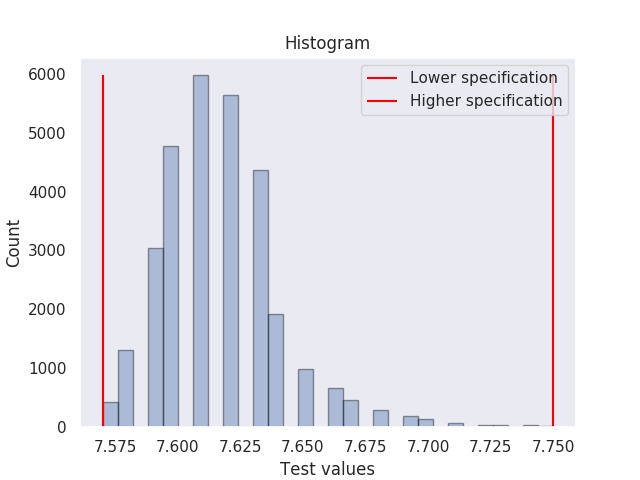 Histogram
Lower specification
Higher specification
6000
5000
4000
3000
2000
1000
0
Count
7.575 7.600 7.625 7.650 7.675 7.700 7.725 7.750
Test values